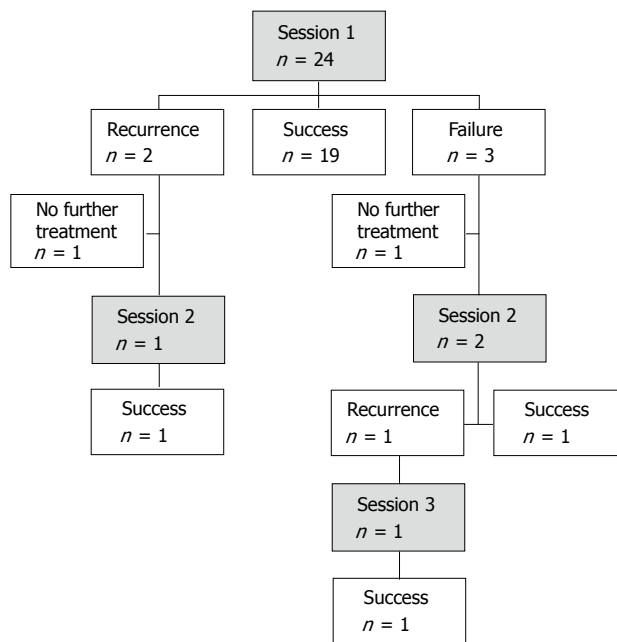 Session 1
n = 24
Recurrence
n = 2
Success
n = 19
Failure
n = 3
No further
treatment
n = 1
No further
treatment
n = 1
Session 2
n = 1
Session 2
n = 2
Success
n = 1
Recurrence
n = 1
Success
n = 1
Session 3
n = 1
Success
n = 1